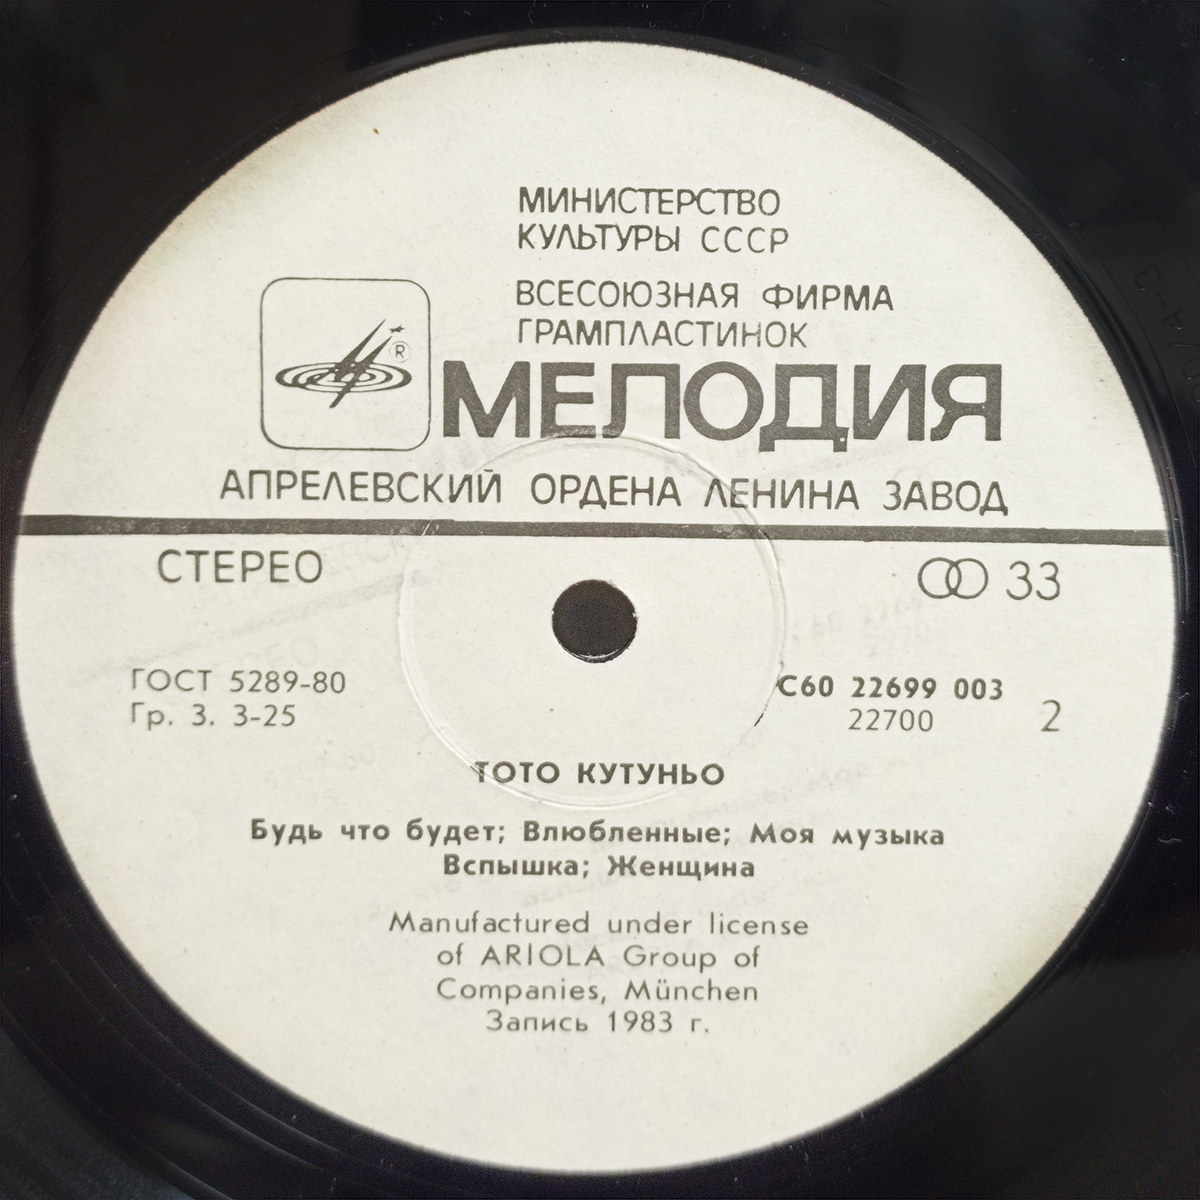 МИНИСТЕРСТВО
КУЛЬТУРЫ СССР
ВСЕСОЮЗНАЯ ФИРМА
ГРАМПЛАСТИНОК
®
МЕЛОДИЯ
АПРЕЛЕВСКИЙ ОРДЕНА ЛЕНИНА ЗАВОД
СТЕРЕО
33
ГОСТ 5289-80
Гр. 3. 3-25
С60 22699 003
22700
2
ТОТО КУТУНЬО
Будь что будет; Влюбленные; Моя музыка
Вспышка; Женщина
Manufactured under license
of ARIOLA Group of
Companies, München
Запись 1983 г.